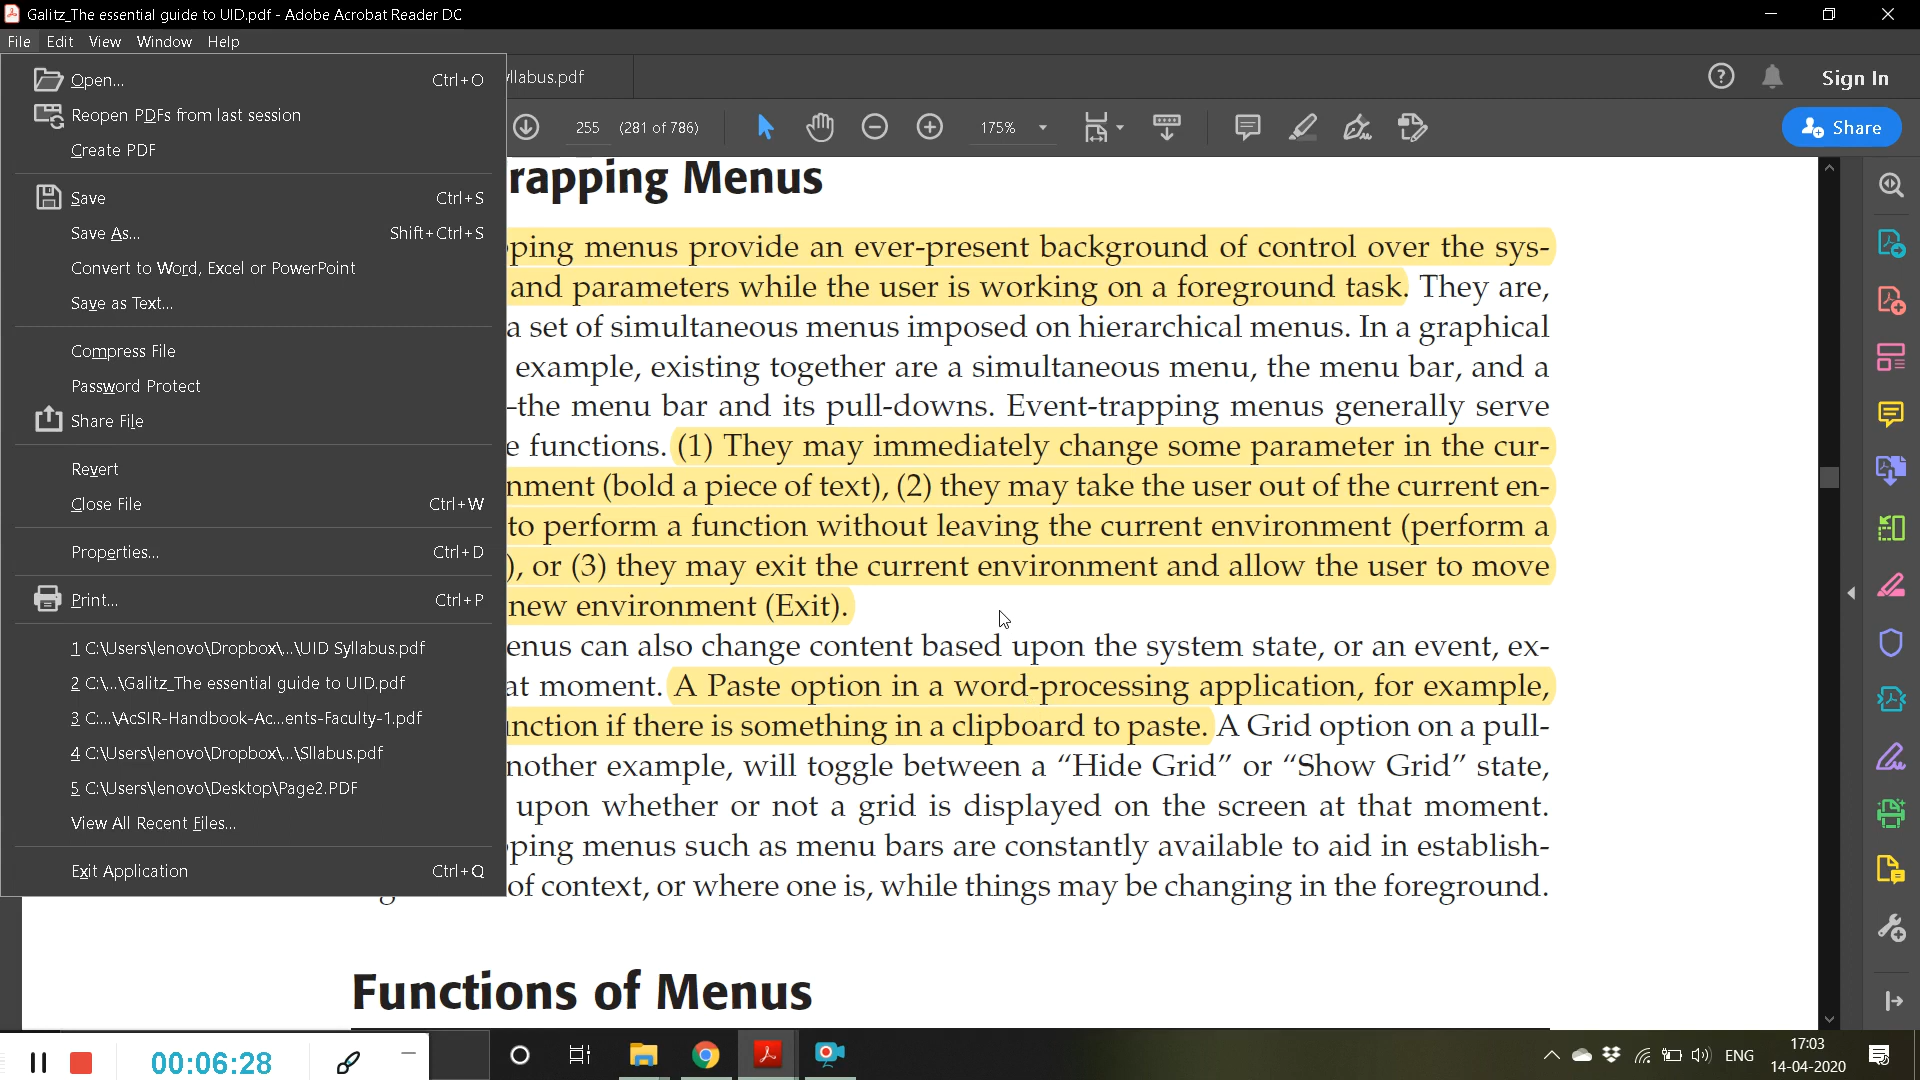 Galitz_The essential guide to UID.pdf - Adobe Acrobat Reader DC
File Edit View Window Help
Open... Ctrl+O
Reopen PDFs from last session
Create PDF
Save Ctrl+S
Save As... Shift+Ctrl+S
Convert to Word, Excel or PowerPoint
Save as Text...
Compress File
Password Protect
Share File
Revert
Close File Ctrl+W
Properties... Ctrl+D
Print... Ctrl+P
1 C:\Users\lenovo\Dropbox\...\UID Syllabus.pdf
2 C:\...\Galitz_The essential guide to UID.pdf
3 C:...\AcSIR-Handbook-Ac...ents-Faculty-1.pdf
4 C:\Users\lenovo\Dropbox\...\Sllabus.pdf
5 C:\Users\lenovo\Desktop\Page2.PDF
View All Recent Files...
Exit Application Ctrl+Q
yllabus.pdf
Sign In
255 (281 of 786) 175%
Share
rapping Menus
pping menus provide an ever-present background of control over the sys-
and parameters while the user is working on a foreground task. They are,
a set of simultaneous menus imposed on hierarchical menus. In a graphical
example, existing together are a simultaneous menu, the menu bar, and a
–the menu bar and its pull-downs. Event-trapping menus generally serve
e functions. (1) They may immediately change some parameter in the cur-
nment (bold a piece of text), (2) they may take the user out of the current en-
to perform a function without leaving the current environment (perform a
), or (3) they may exit the current environment and allow the user to move
new environment (Exit).
enus can also change content based upon the system state, or an event, ex-
at moment. A Paste option in a word-processing application, for example,
unction if there is something in a clipboard to paste. A Grid option on a pull-
nother example, will toggle between a “Hide Grid” or “Show Grid” state,
upon whether or not a grid is displayed on the screen at that moment.
pping menus such as menu bars are constantly available to aid in establish-
of context, or where one is, while things may be changing in the foreground.
Functions of Menus
00:06:28
ENG
17:03
14-04-2020